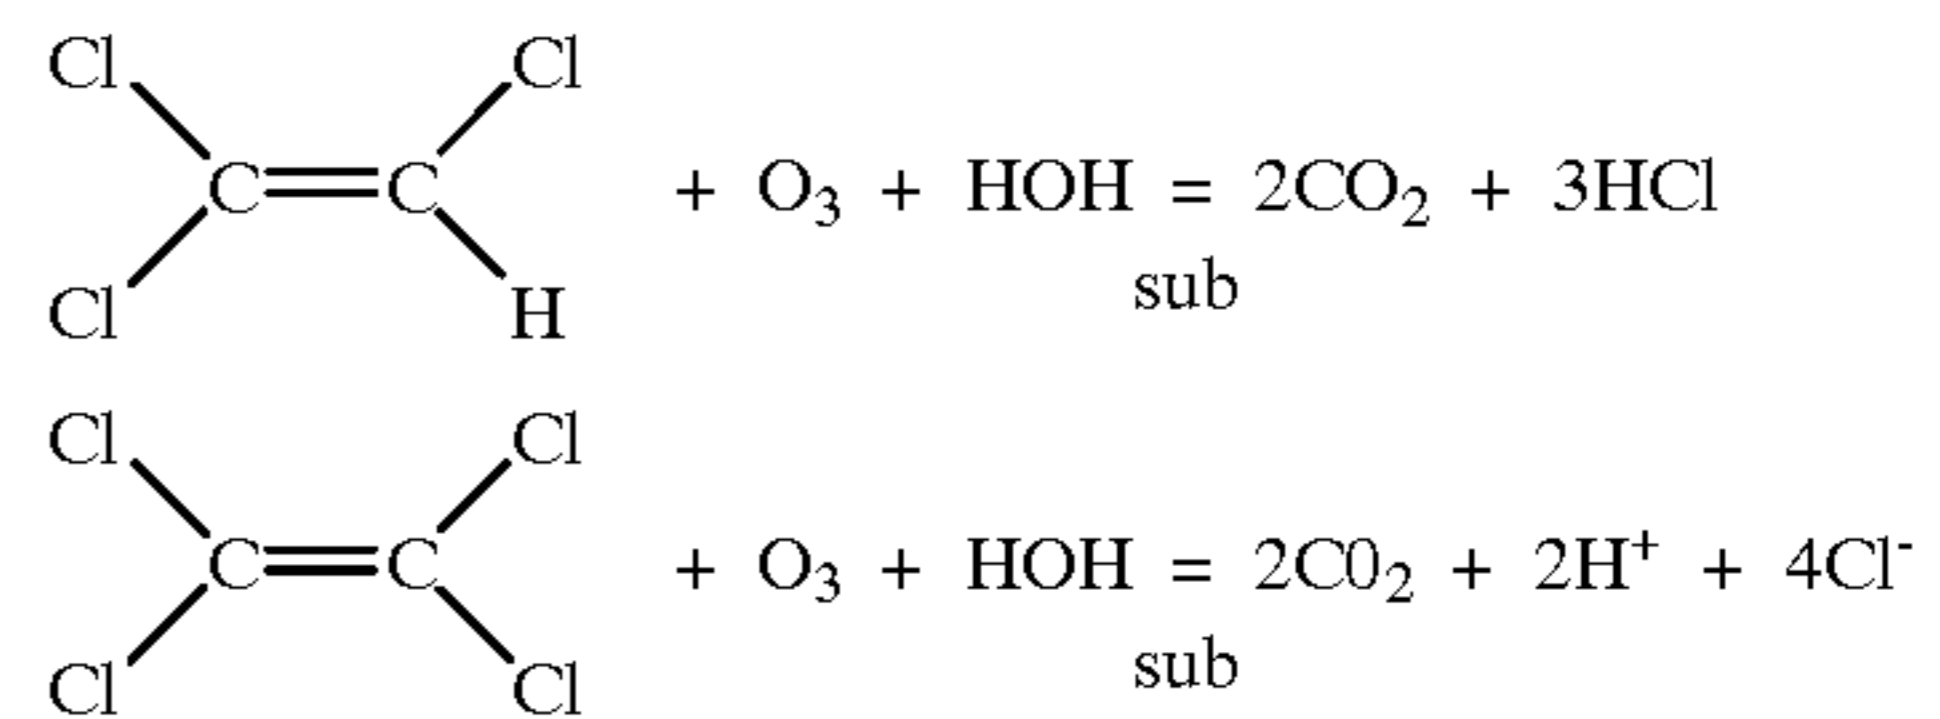 Cl Cl
C=C + O3 + HOH = 2CO2 + 3HCl
sub
Cl H
Cl Cl
C=C + O3 + HOH = 2C02 + 2H+ + 4Cl-
sub
Cl Cl